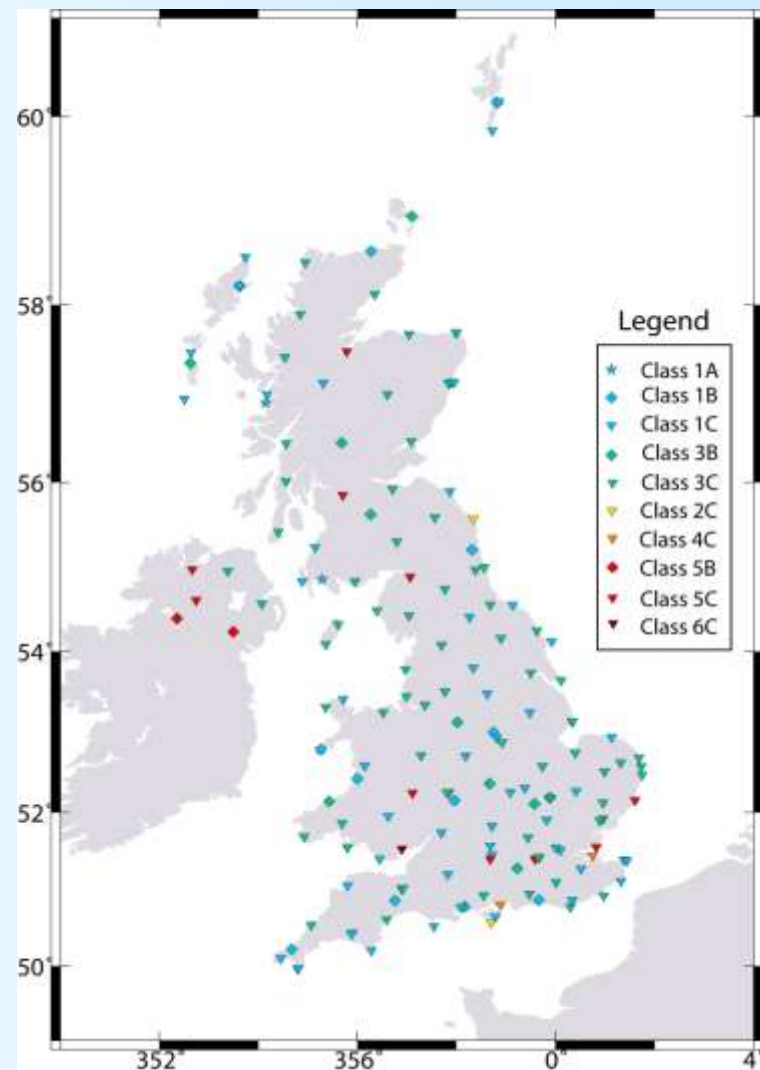 60°
58°
56°
54°
52°
50°
352°
356°
0°
4°
Legend
Class 1A
Class 1B
Class 1C
Class 3B
Class 3C
Class 2C
Class 4C
Class 5B
Class 5C
Class 6C